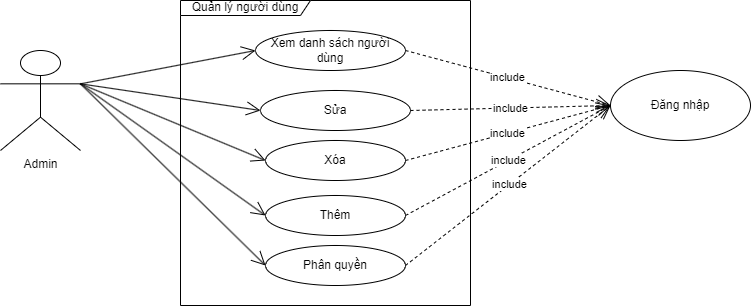 Quản lý người dùng
Xem danh sách người
dùng
include
Sửa
include
Đăng nhập
Xóa
include
Admin
Thêm
include
Phân quyền
include